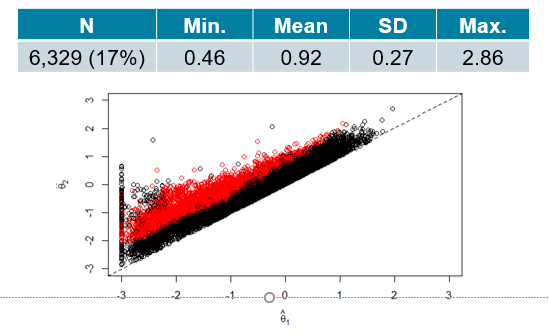 N Min. Mean SD Max.
6,329 (17%) 0.46 0.92 0.27 2.86
3
2
1
0
-1
-2
-3
θ̈₂
-3 -2 -1 0 1 2 3
θ̂₁